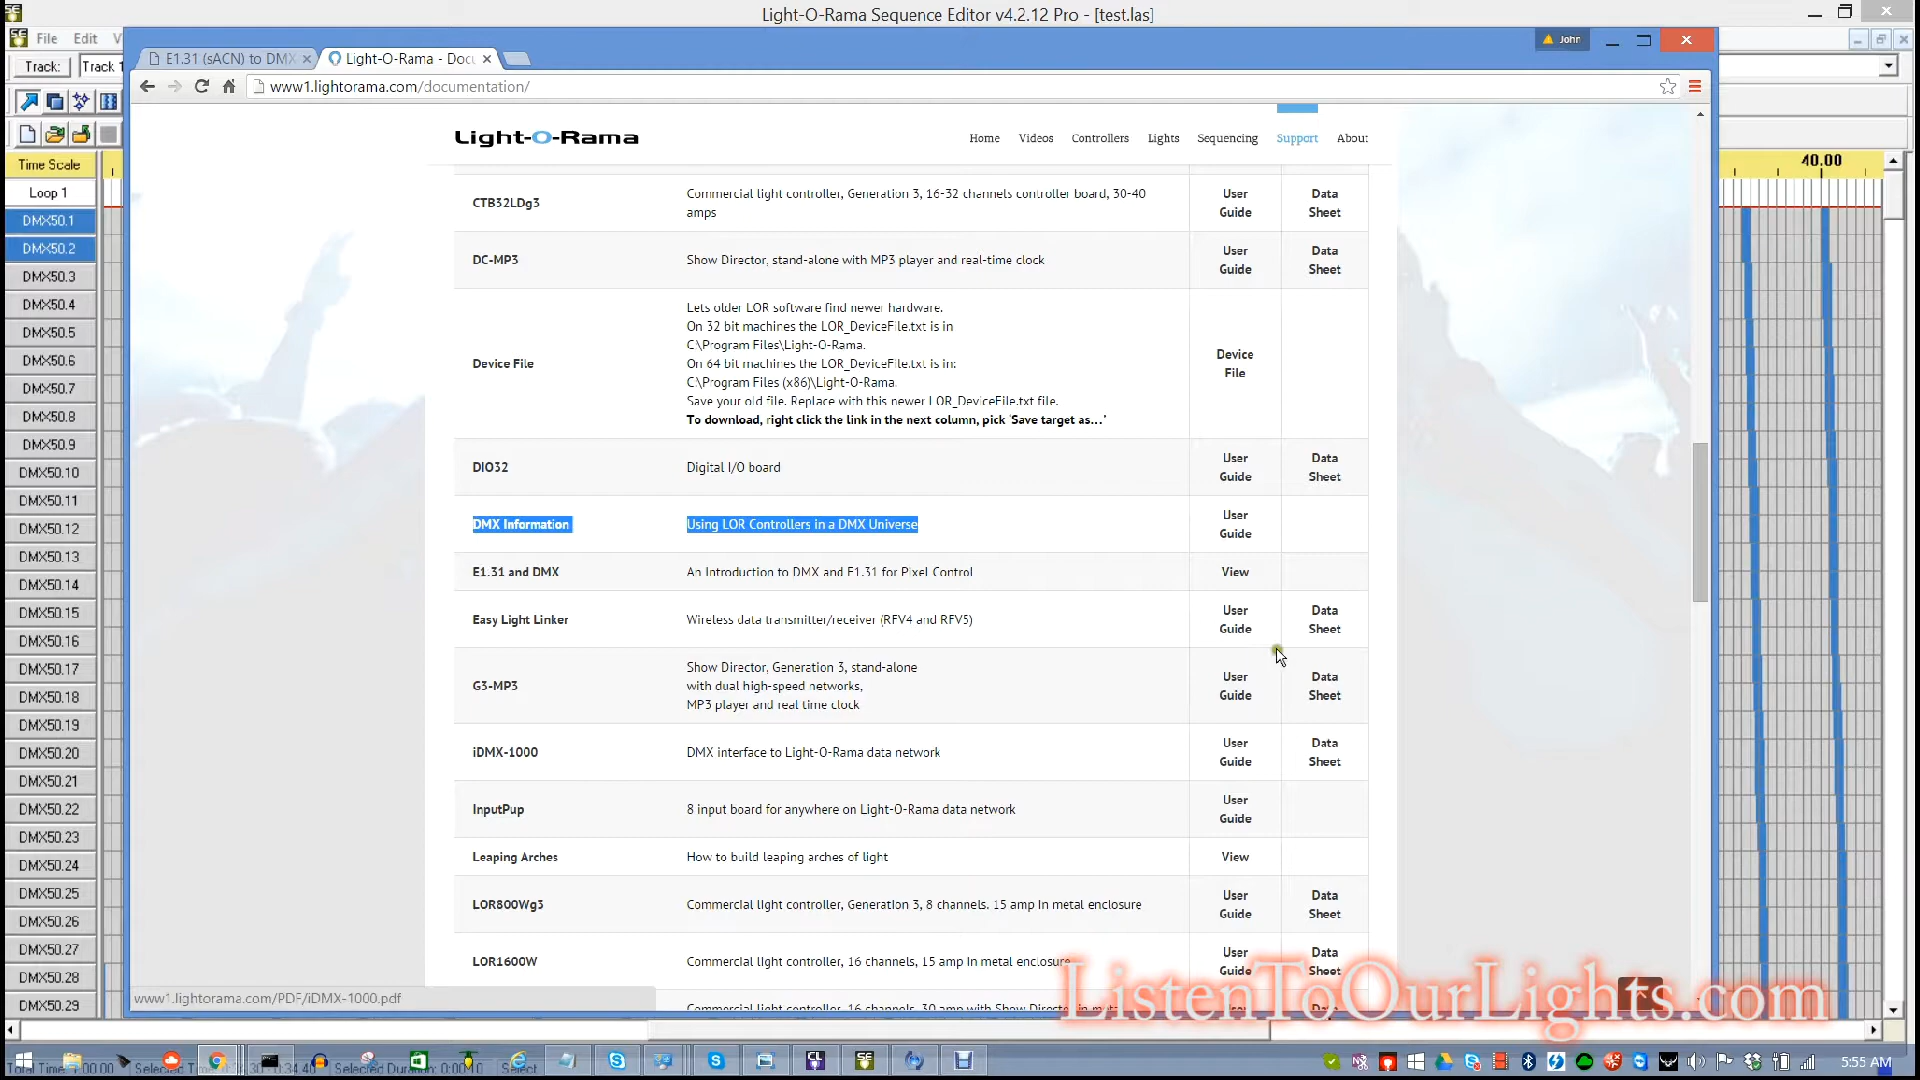 Light-O-Rama Sequence Editor v4.2.12 Pro - [test.las]
File Edit V
John
Track: Track 1
E1.31 (sACN) to DMX
Light-O-Rama - Docu
www1.lightorama.com/documentation/
Light-O-Rama
Home Videos Controllers Lights Sequencing Support About
Time Scale
40.00
Loop 1
DMX50.1
DMX50.2
DMX50.3
DMX50.4
DMX50.5
DMX50.6
DMX50.7
DMX50.8
DMX50.9
DMX50.10
DMX50.11
DMX50.12
DMX50.13
DMX50.14
DMX50.15
DMX50.16
DMX50.17
DMX50.18
DMX50.19
DMX50.20
DMX50.21
DMX50.22
DMX50.23
DMX50.24
DMX50.25
DMX50.26
DMX50.27
DMX50.28
DMX50.29
CTB32LDg3
Commercial light controller, Generation 3, 16-32 channels controller board, 30-40
amps
User
Guide
Data
Sheet
DC-MP3
Show Director, stand-alone with MP3 player and real-time clock
User
Guide
Data
Sheet
Device File
Lets older LOR software find newer hardware.
On 32 bit machines the LOR_DeviceFile.txt is in
C\Program Files\Light-O-Rama.
On 64 bit machines the LOR_DeviceFile.txt is in:
C\Program Files (x86)\Light-O-Rama.
Save your old file. Replace with this newer LOR_DeviceFile.txt file.
To download, right click the link in the next column, pick 'Save target as…'
Device
File
DIO32
Digital I/O board
User
Guide
Data
Sheet
DMX Information
Using LOR Controllers in a DMX Universe
User
Guide
E1.31 and DMX
An Introduction to DMX and E1.31 for Pixel Control
View
Easy Light Linker
Wireless data transmitter/receiver (RFV4 and RFV5)
User
Guide
Data
Sheet
G3-MP3
Show Director, Generation 3, stand-alone
with dual high-speed networks,
MP3 player and real time clock
User
Guide
Data
Sheet
iDMX-1000
DMX interface to Light-O-Rama data network
User
Guide
Data
Sheet
InputPup
8 input board for anywhere on Light-O-Rama data network
User
Guide
Leaping Arches
How to build leaping arches of light
View
LOR800Wg3
Commercial light controller, Generation 3, 8 channels, 15 amp in metal enclosure
User
Guide
Data
Sheet
LOR1600W
Commercial light controller, 16 channels, 15 amp in metal enclosure
User
Guide
Data
Sheet
Commercial light controller, 16 channels, 30 amp with Show Director in
www1.lightorama.com/PDF/iDMX-1000.pdf
ListenToOurLights.com
5:55 AM